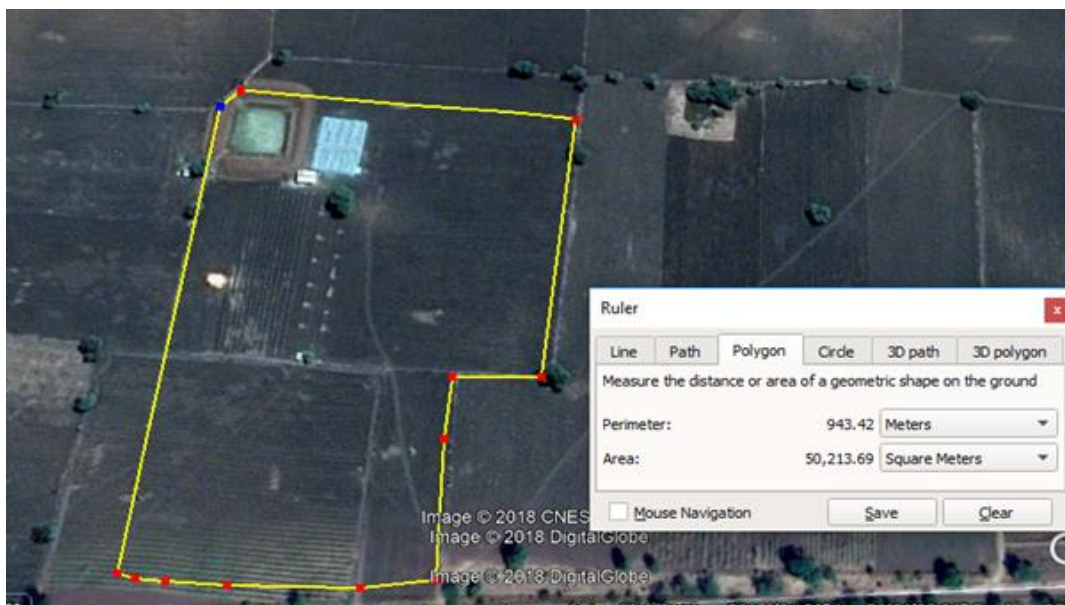 Ruler
x
Line Path Polygon Circle 3D path 3D polygon
Measure the distance or area of a geometric shape on the ground
Perimeter: 943.42 Meters
Area: 50,213.69 Square Meters
Mouse Navigation Save Clear
Image © 2018 CNES
Image © 2018 DigitalGlobe
Image © 2018 DigitalGlobe